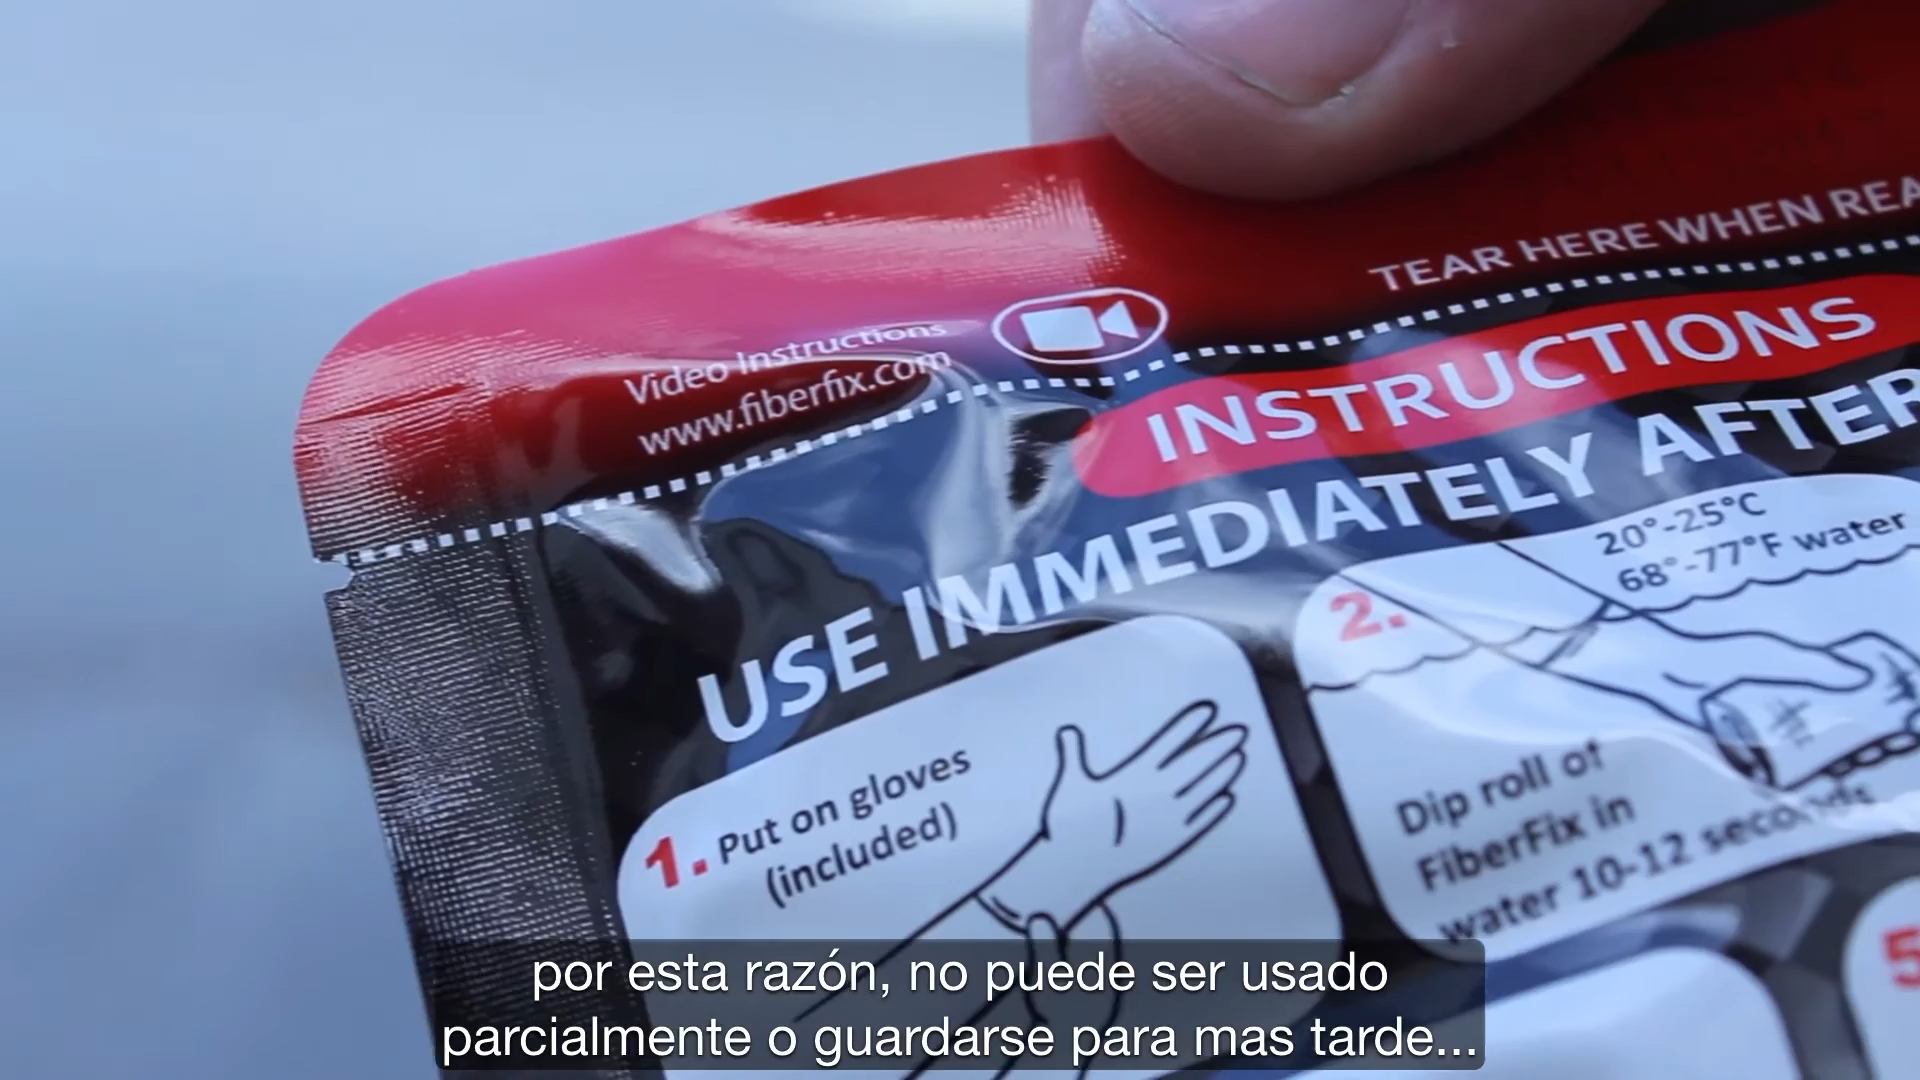 TEAR HERE WHEN
Video Instructions
www.fiberfix.com
INSTRUCTIONS
USE IMMEDIATELY AFTER
1. Put on gloves
(included)
2.
20°-25°C
68°-77°F water
Dip roll of
FiberFix in
water 10-12 seconds
5
por esta razón, no puede ser usado
parcialmente o guardarse para mas tarde...